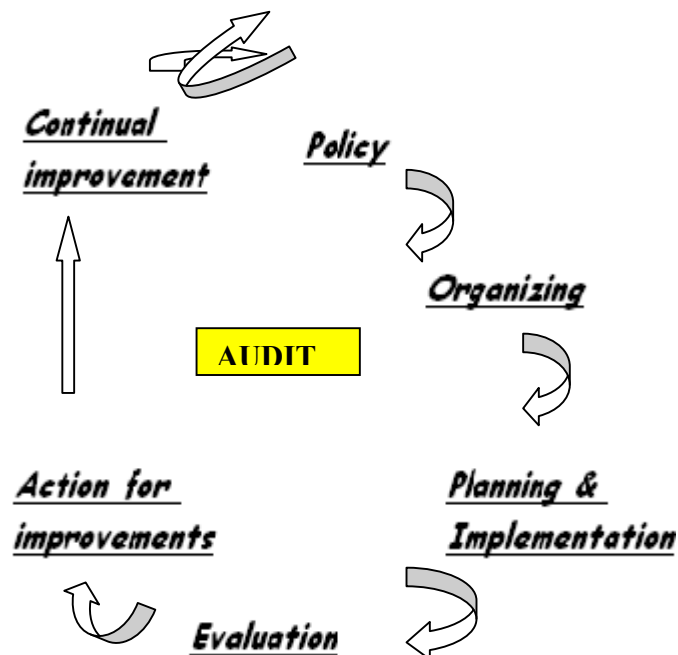 Continual
improvement
Policy
Organizing
AUDIT
Action for
improvements
Planning &
Implementation
Evaluation